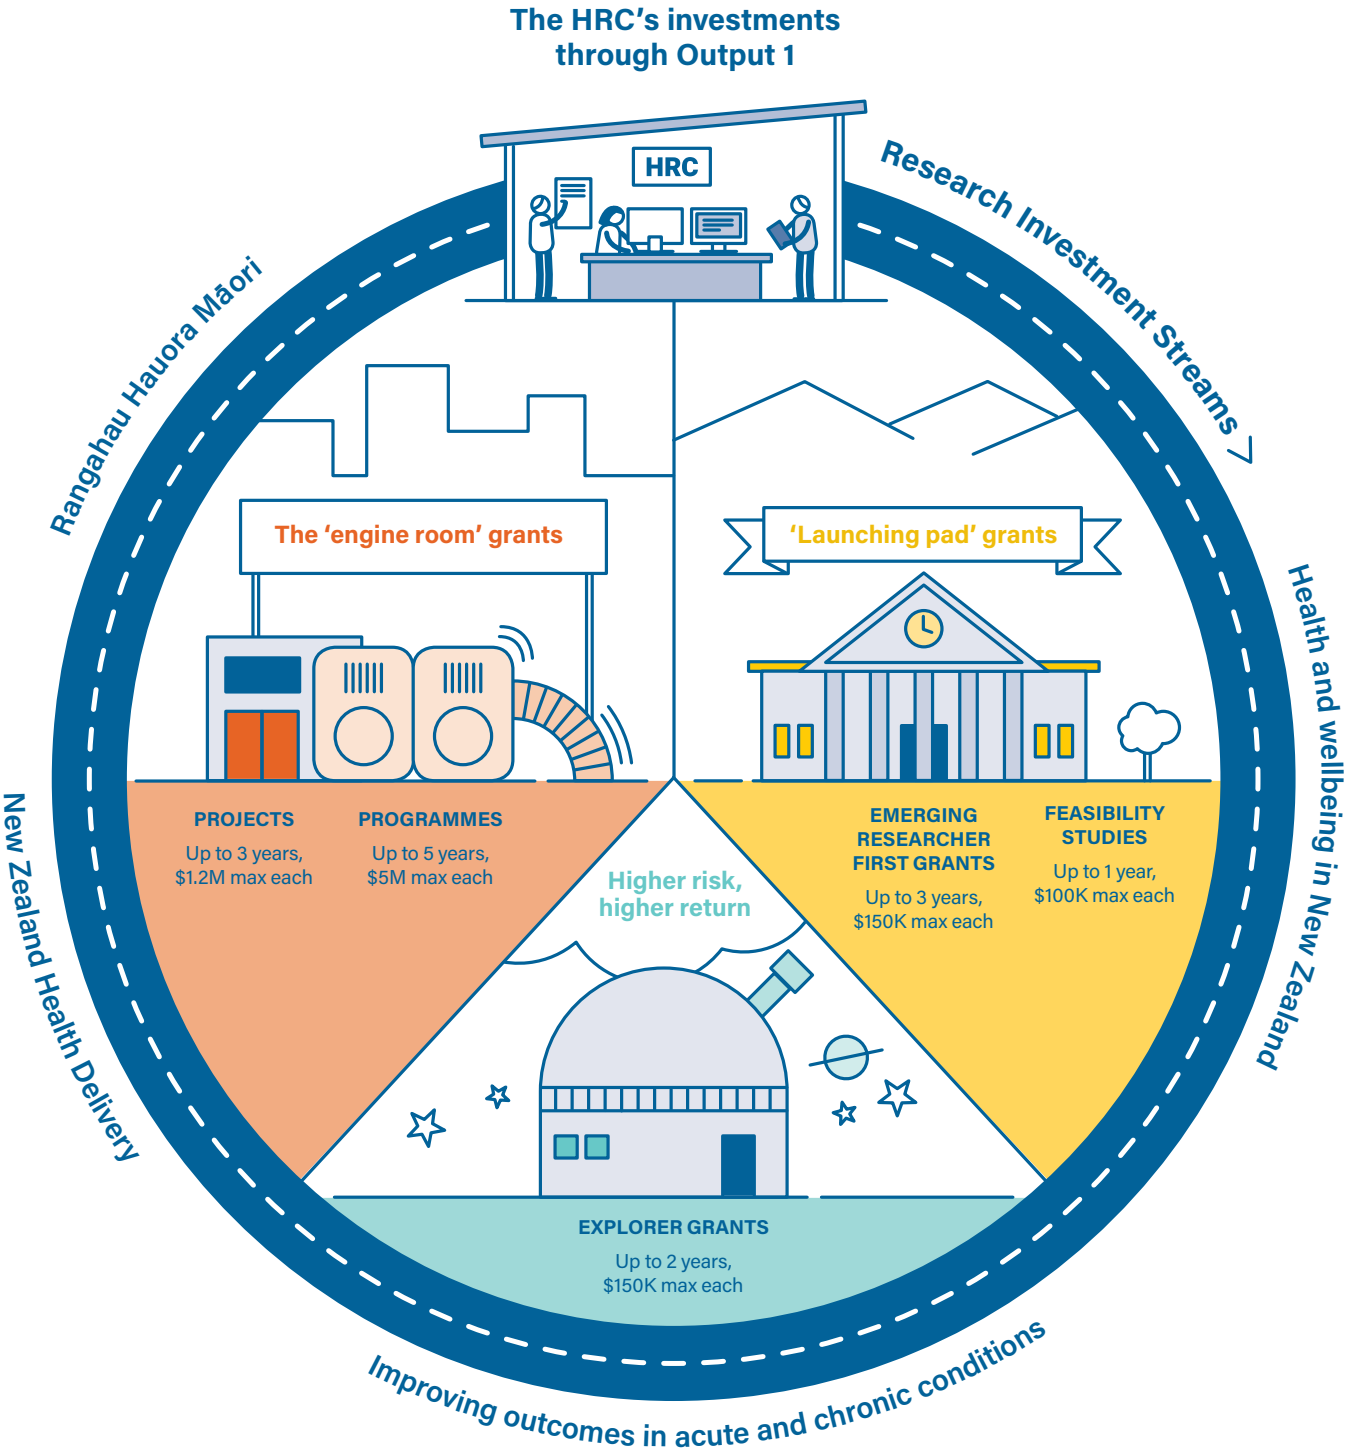 The HRC's investments
through Output 1
HRC
Research Investment Streams
Rangahau Hauora Māori
The ‘engine room’ grants
‘Launching pad’ grants
Health and wellbeing in New Zealand
New Zealand Health Delivery
PROJECTS
Up to 3 years,
$1.2M max each
PROGRAMMES
Up to 5 years,
$5M max each
EMERGING
RESEARCHER
FIRST GRANTS
Up to 3 years,
$150K max each
FEASIBILITY
STUDIES
Up to 1 year,
$100K max each
Higher risk,
higher return
EXPLORER GRANTS
Up to 2 years,
$150K max each
Improving outcomes in acute and chronic conditions